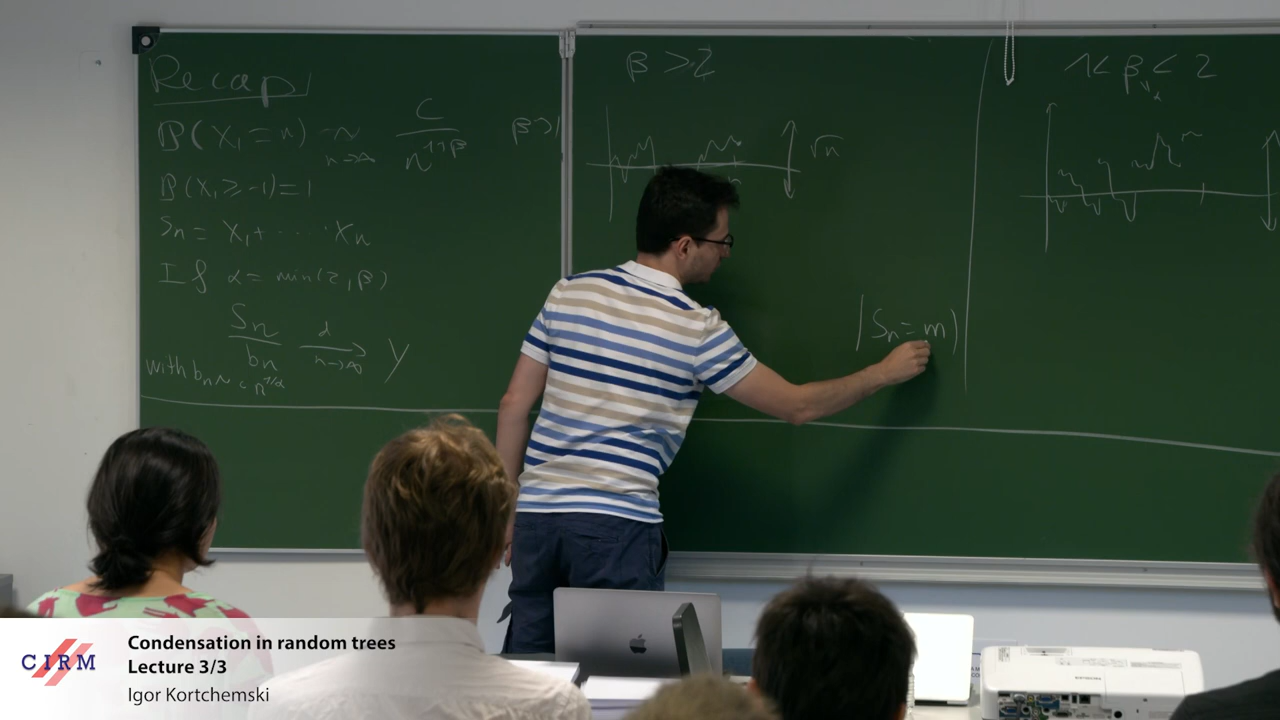 Recap
P(X₁ = n) ~ n→∞ C / n^{1+β} β>1
P(X₁ ≥ -1) = 1
Sn = X₁ + ..... Xn
If α = min(2, β)
Sn / bn d→ n→∞ Y
with bn ~ c n^{1/α}
β > 2
√n
|Sn = m)
1 < β < 2
CIRM
Condensation in random trees
Lecture 3/3
Igor Kortchemski